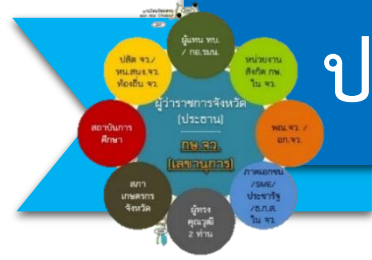 ผู้แทน ทบ.
/ กอ.รมน.
หน่วยงาน
สังกัด กษ.
ใน จว.
พณ.จว. /
อก.จว.
ภาคเอกชน
/SME/
ประชารัฐ
/ธ.ก.ส.
ใน จว.
ผู้ทรง
คุณวุฒิ
2 ท่าน
สภา
เกษตรกร
จังหวัด
สถาบันการ
ศึกษา
ปลัด จว./
หน.สนง.จว.
ท้องถิ่น จว.
ผู้ว่าราชการจังหวัด
(ประธาน)
กษ.จว.
(เลขานุการ)
ป